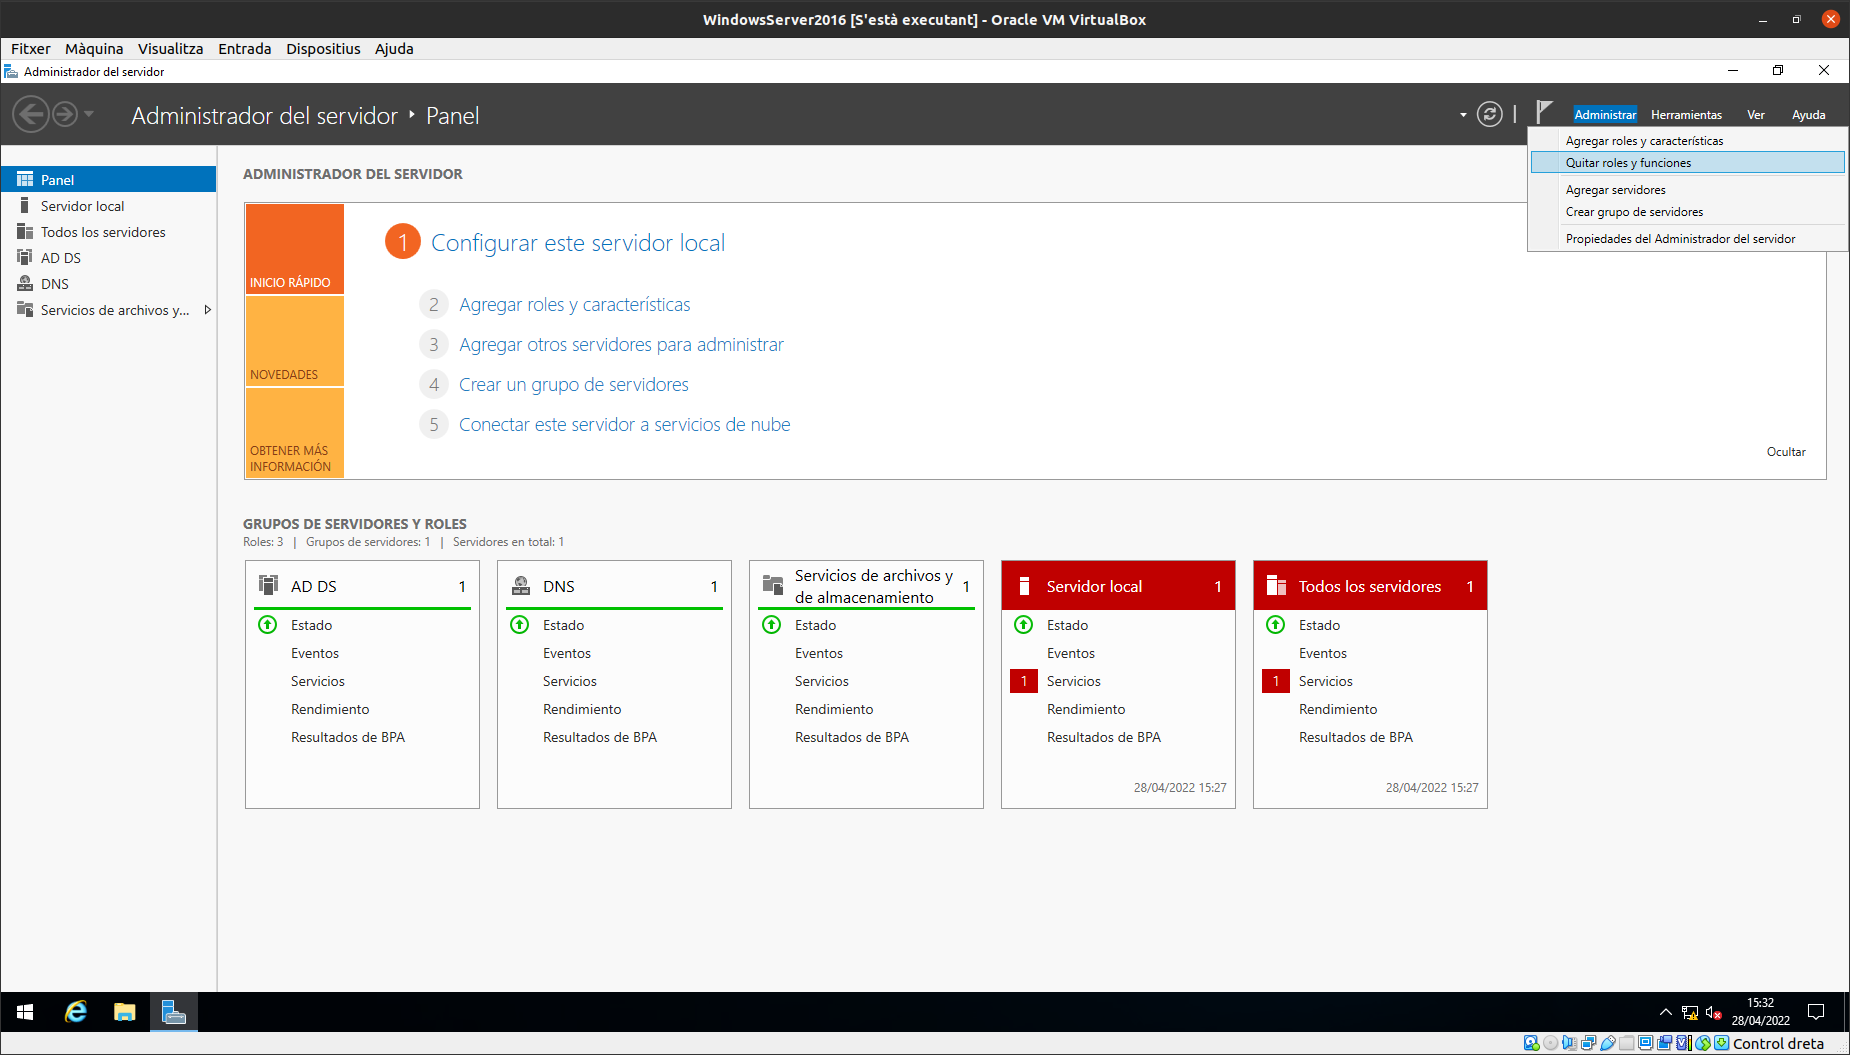 WindowsServer2016 [S'està executant] - Oracle VM VirtualBox
Fitxer Màquina Visualitza Entrada Dispositius Ajuda
Administrador del servidor
Administrador del servidor ‣ Panel
Administrar Herramientas Ver Ayuda
Agregar roles y características
Quitar roles y funciones
Agregar servidores
Crear grupo de servidores
Propiedades del Administrador del servidor
Panel
Servidor local
Todos los servidores
AD DS
DNS
Servicios de archivos y...
ADMINISTRADOR DEL SERVIDOR
INICIO RÁPIDO
NOVEDADES
OBTENER MÁS
INFORMACIÓN
1 Configurar este servidor local
2 Agregar roles y características
3 Agregar otros servidores para administrar
4 Crear un grupo de servidores
5 Conectar este servidor a servicios de nube
Ocultar
GRUPOS DE SERVIDORES Y ROLES
Roles: 3 | Grupos de servidores: 1 | Servidores en total: 1
AD DS 1
Estado
Eventos
Servicios
Rendimiento
Resultados de BPA
DNS 1
Estado
Eventos
Servicios
Rendimiento
Resultados de BPA
Servicios de archivos y
de almacenamiento 1
Estado
Eventos
Servicios
Rendimiento
Resultados de BPA
Servidor local 1
Estado
Eventos
1 Servicios
Rendimiento
Resultados de BPA
28/04/2022 15:27
Todos los servidores 1
Estado
Eventos
1 Servicios
Rendimiento
Resultados de BPA
28/04/2022 15:27
15:32
28/04/2022
Control dreta